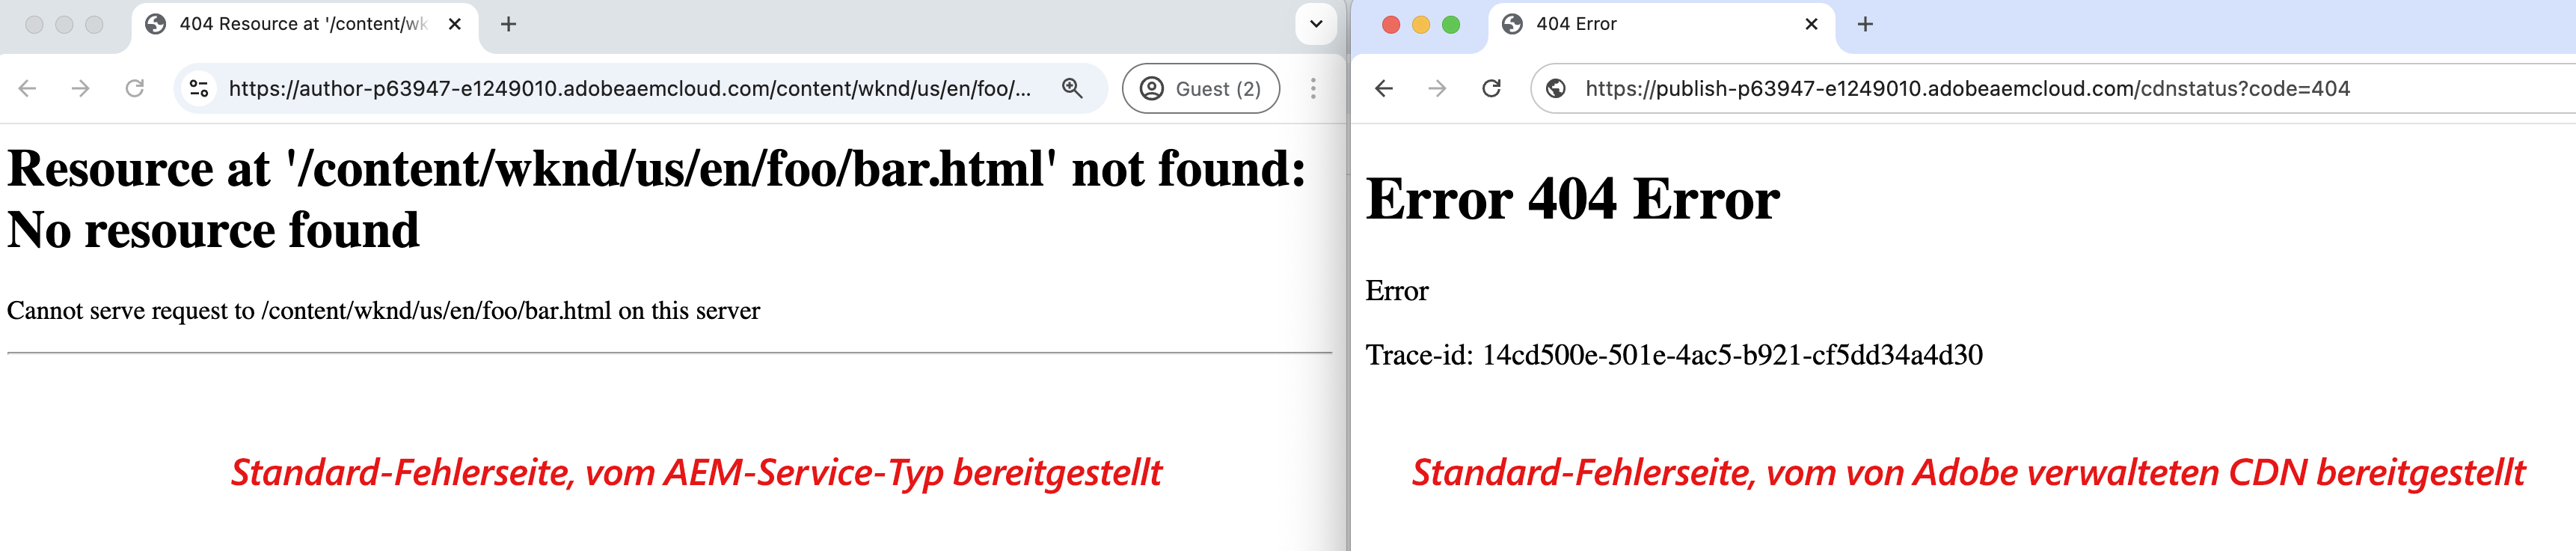 404 Resource at '/content/wk
https://author-p63947-e1249010.adobeaemcloud.com/content/wknd/us/en/foo/...
Guest (2)
Resource at '/content/wknd/us/en/foo/bar.html' not found:
No resource found
Cannot serve request to /content/wknd/us/en/foo/bar.html on this server
Standard-Fehlerseite, vom AEM-Service-Typ bereitgestellt
404 Error
https://publish-p63947-e1249010.adobeaemcloud.com/cdnstatus?code=404
Error 404 Error
Error
Trace-id: 14cd500e-501e-4ac5-b921-cf5dd34a4d30
Standard-Fehlerseite, vom von Adobe verwalteten CDN bereitgestellt